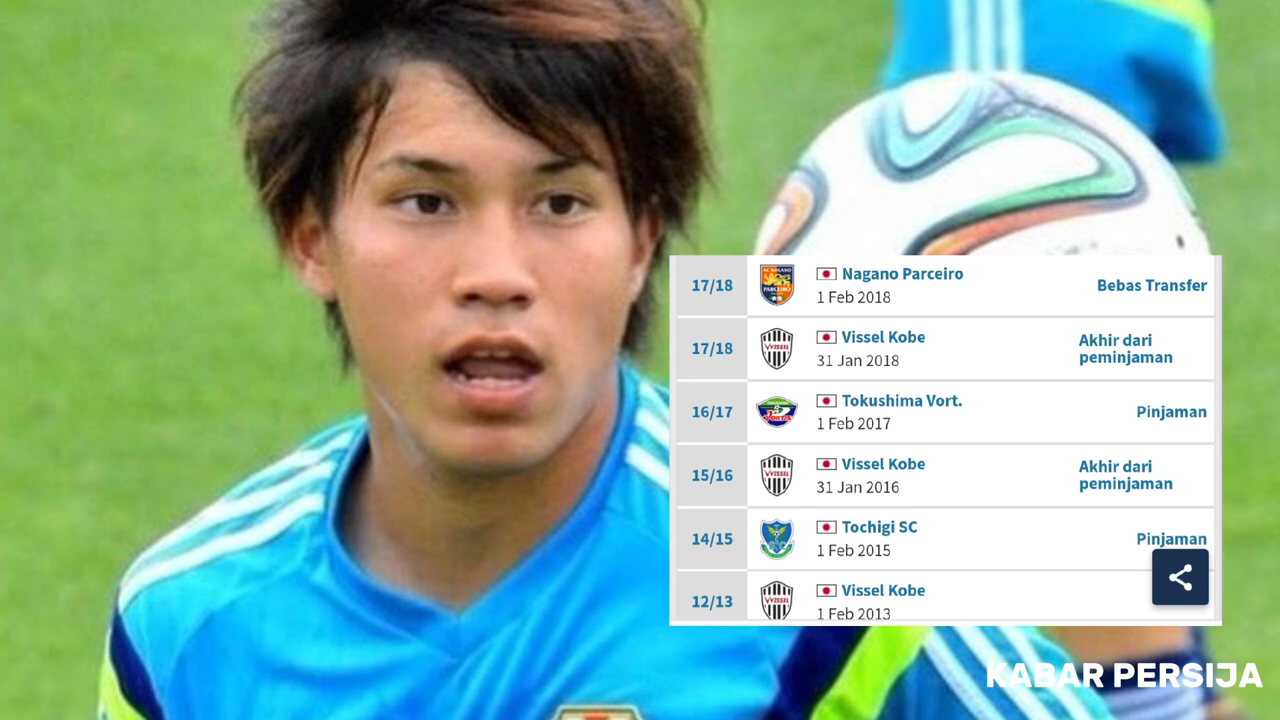 17/18
Nagano Parceiro
1 Feb 2018
Bebas Transfer
17/18
Vissel Kobe
31 Jan 2018
Akhir dari
peminjaman
16/17
Tokushima Vort.
1 Feb 2017
Pinjaman
15/16
Vissel Kobe
31 Jan 2016
Akhir dari
peminjaman
14/15
Tochigi SC
1 Feb 2015
Pinjaman
12/13
Vissel Kobe
1 Feb 2013
KABAR PERSIJA